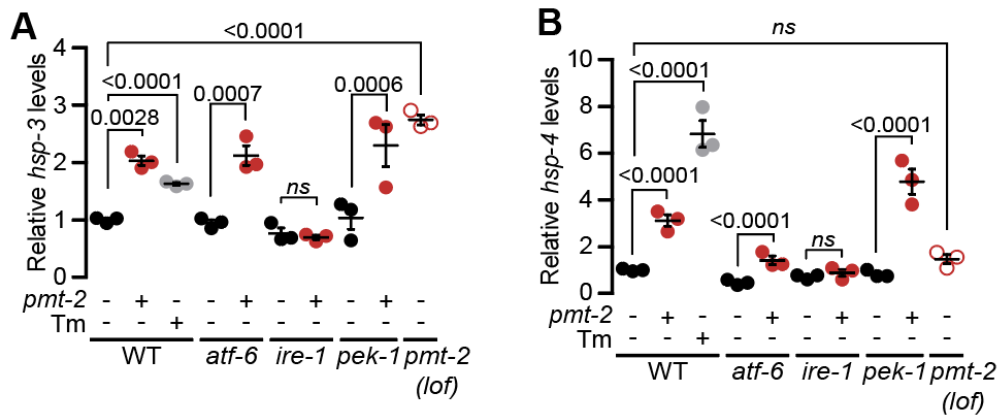 A
Relative hsp-3 levels
4
3
2
1
0
<0.0001
<0.0001
0.0028
0.0007
ns
0.0006
pmt-2 - + - - + - + - + -
Tm - - + - - - - - - -
WT atf-6 ire-1 pek-1 pmt-2
(lof)
B
Relative hsp-4 levels
10
8
6
4
2
0
ns
<0.0001
<0.0001
<0.0001
ns
<0.0001
pmt-2 - + - - + - + - + -
Tm - - + - - - - - - -
WT atf-6 ire-1 pek-1 pmt-2
(lof)